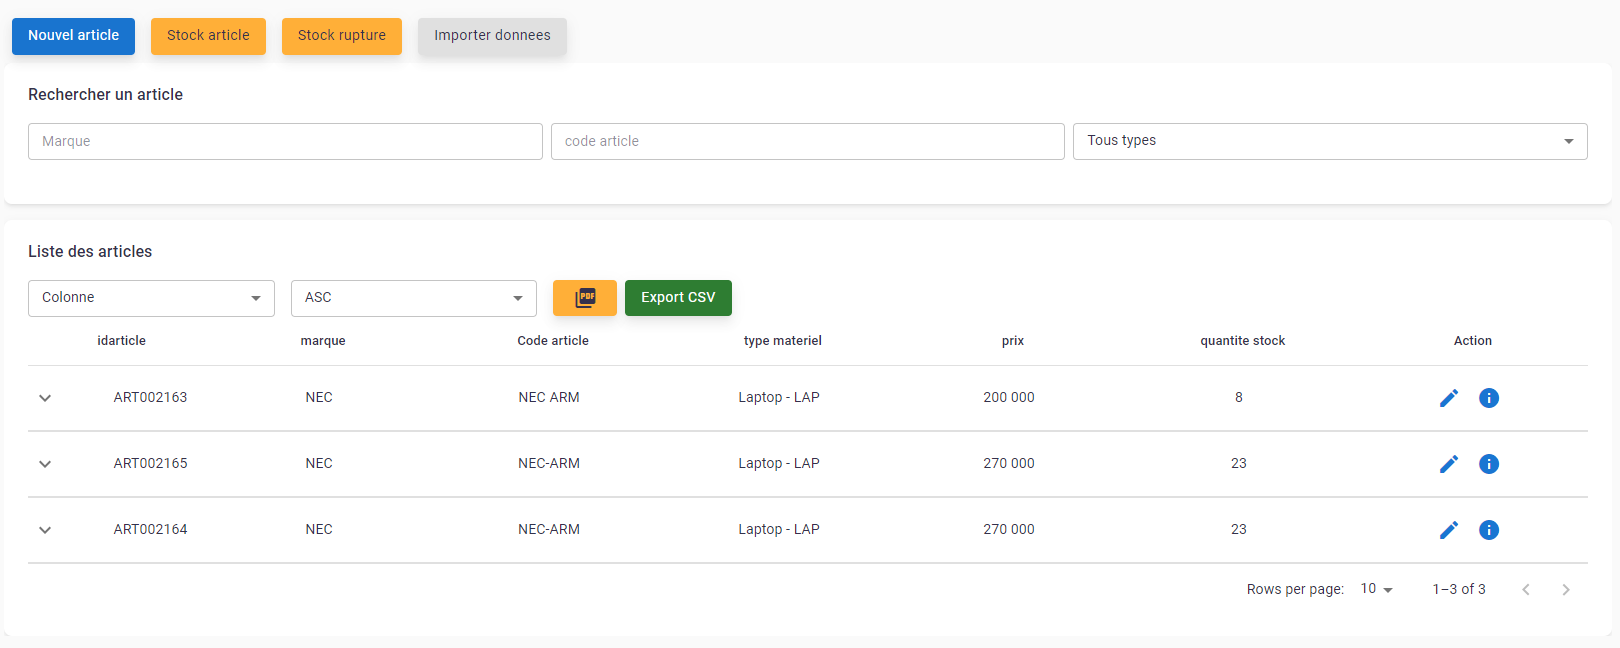 Nouvel article Stock article Stock rupture Importer donnees
Rechercher un article
Marque code article Tous types
Liste des articles
Colonne ASC PDF Export CSV
idarticle marque Code article type materiel prix quantite stock Action
ART002163 NEC NEC ARM Laptop - LAP 200 000 8
ART002165 NEC NEC-ARM Laptop - LAP 270 000 23
ART002164 NEC NEC-ARM Laptop - LAP 270 000 23
Rows per page: 10 1–3 of 3